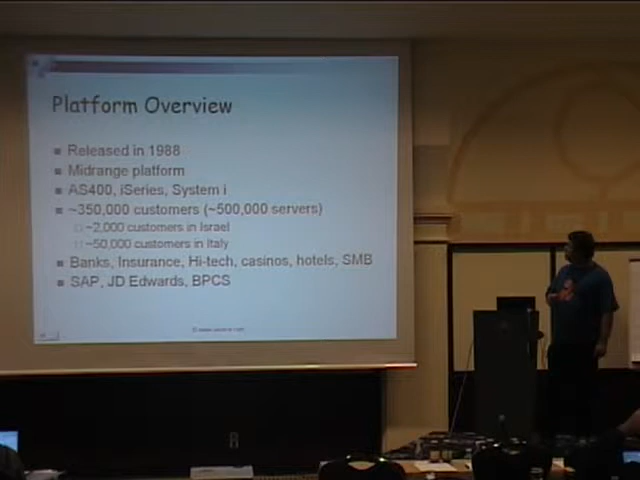 Platform Overview
Released in 1988
Midrange platform
AS400, iSeries, System i
~350,000 customers (~500,000 servers)
~2,000 customers in Israel
~50,000 customers in Italy
Banks, Insurance, Hi-tech, casinos, hotels, SMB
SAP, JD Edwards, BPCS